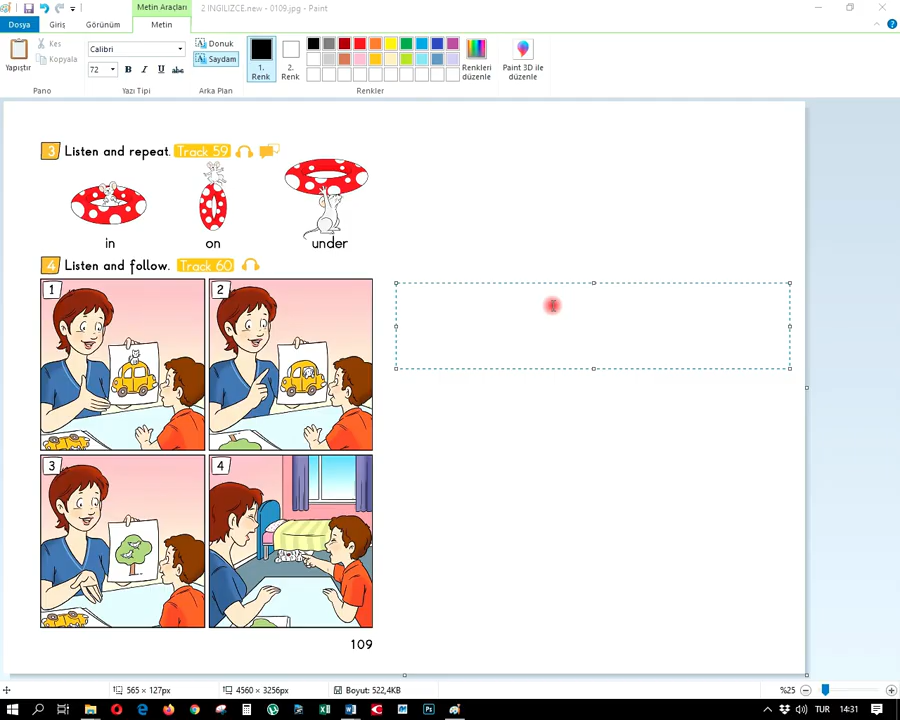 Metin Araçları
2 INGILIZCE.new - 0109.jpg - Paint
Dosya
Giriş
Görünüm
Metin
Yapıştır
Kes
Kopyala
Pano
Calibri
72
B I U abc
Yazı Tipi
Donuk
Saydam
Arka Plan
1.
Renk
2.
Renk
Renkler
Renkleri
düzenle
Paint 3D ile
düzenle
3 Listen and repeat. Track 59
in
on
under
4 Listen and follow. Track 60
1
2
3
4
109
565 × 127px
4560 × 3256px
Boyut: 522,4KB
%25
TUR
14:31